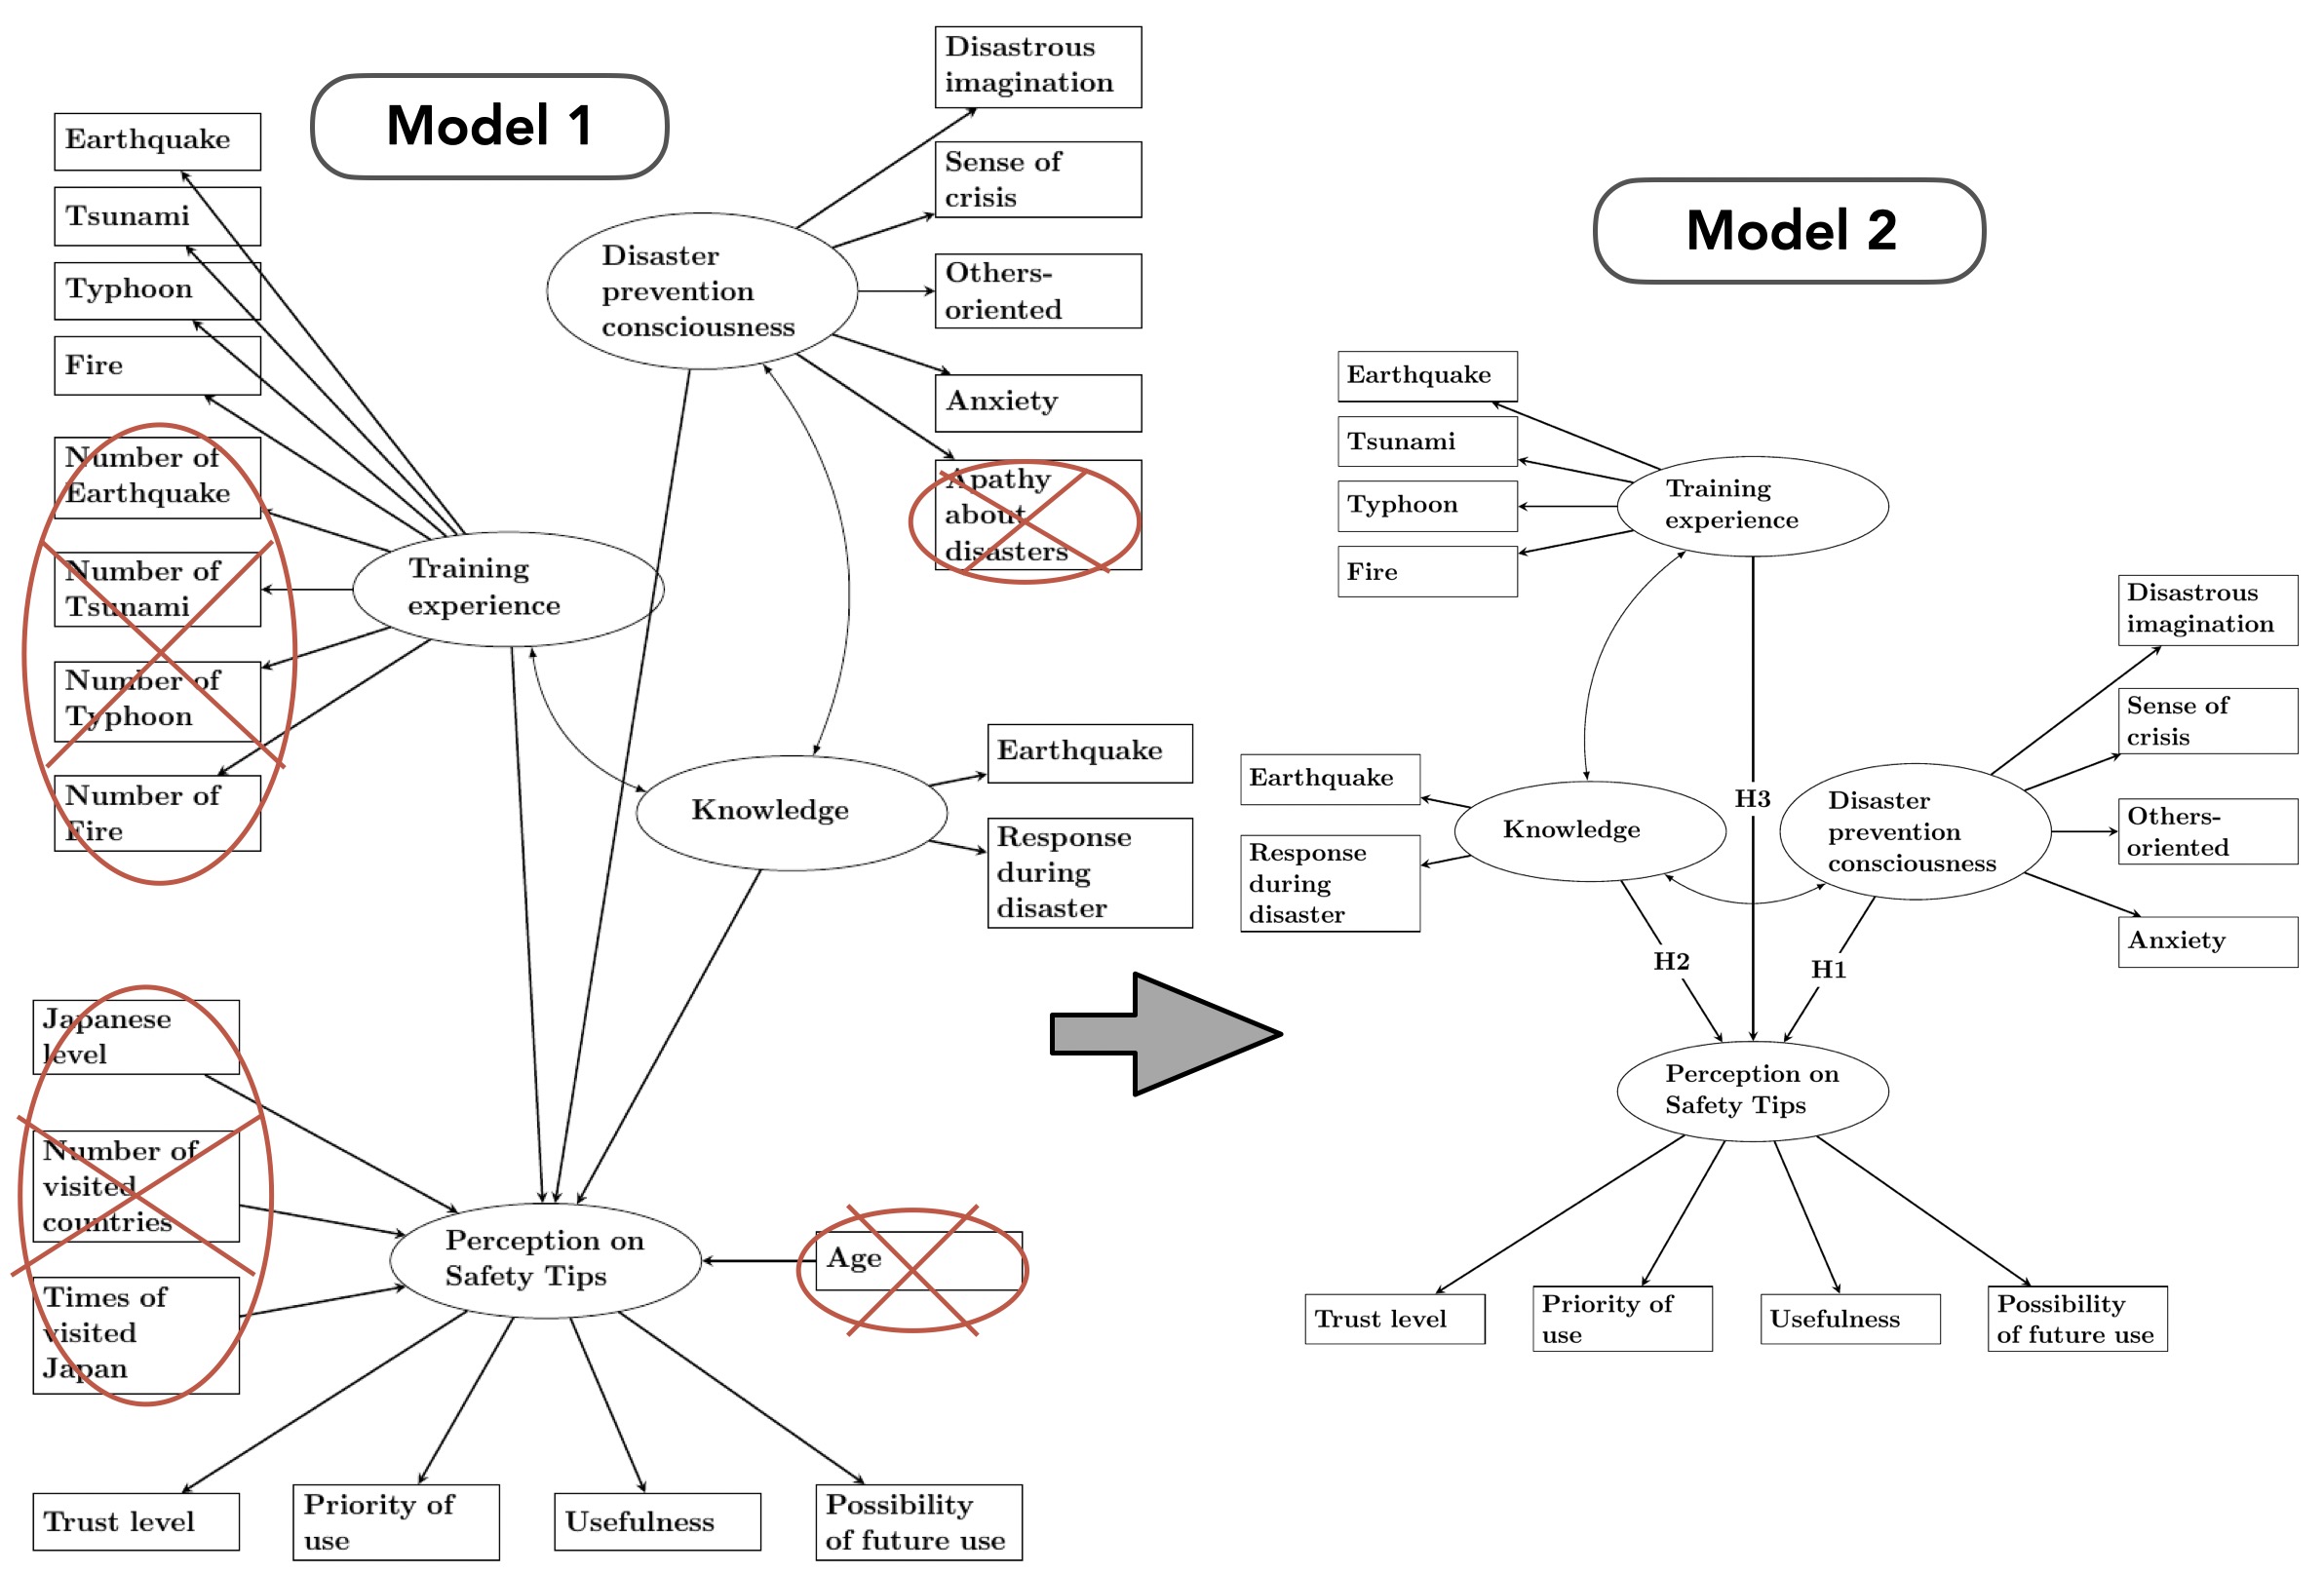 Model 1
Earthquake
Tsunami
Typhoon
Fire
Number of
Earthquake
Number of
Tsunami
Number of
Typhoon
Number of
Fire
Training
experience
Disaster
prevention
consciousness
Disastrous
imagination
Sense of
crisis
Others-
oriented
Anxiety
Apathy
about
disasters
Knowledge
Earthquake
Response
during
disaster
Japanese
level
Number of
visited
countries
Times of
visited
Japan
Perception on
Safety Tips
Age
Trust level
Priority of
use
Usefulness
Possibility
of future use
Model 2
Earthquake
Tsunami
Typhoon
Fire
Training
experience
Earthquake
Response
during
disaster
Knowledge
H3
Disaster
prevention
consciousness
Disastrous
imagination
Sense of
crisis
Others-
oriented
Anxiety
H2
H1
Perception on
Safety Tips
Trust level
Priority of
use
Usefulness
Possibility
of future use